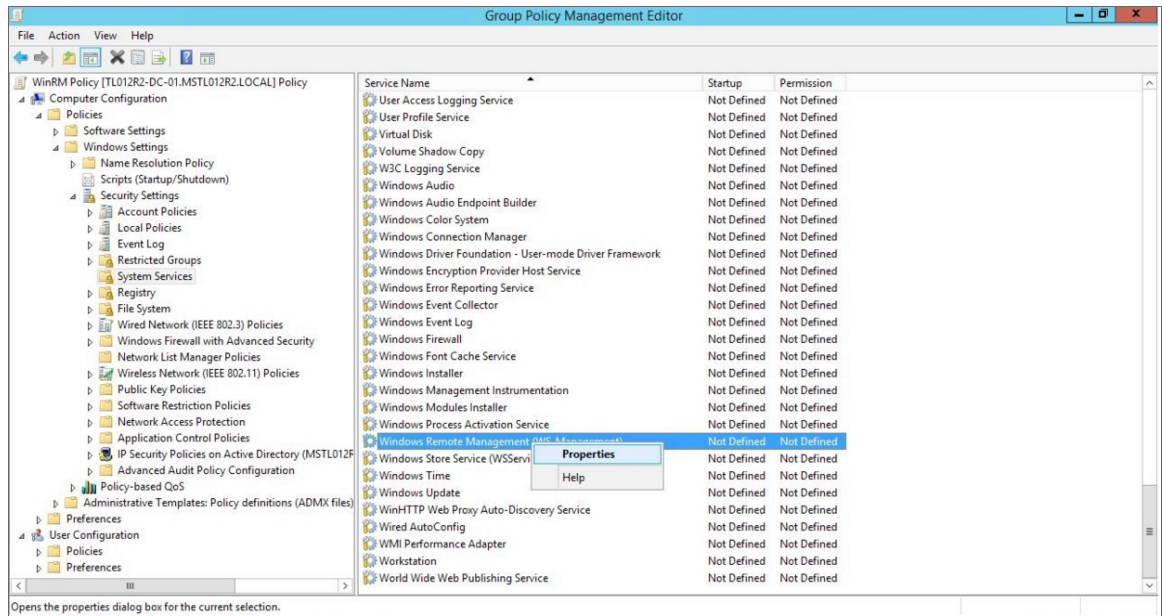 Group Policy Management Editor
File Action View Help
WinRM Policy [TL012R2-DC-01.MSTL012R2.LOCAL] Policy
Computer Configuration
Policies
Software Settings
Windows Settings
Name Resolution Policy
Scripts (Startup/Shutdown)
Security Settings
Account Policies
Local Policies
Event Log
Restricted Groups
System Services
Registry
File System
Wired Network (IEEE 802.3) Policies
Windows Firewall with Advanced Security
Network List Manager Policies
Wireless Network (IEEE 802.11) Policies
Public Key Policies
Software Restriction Policies
Network Access Protection
Application Control Policies
IP Security Policies on Active Directory (MSTL012R
Advanced Audit Policy Configuration
Policy-based QoS
Administrative Templates: Policy definitions (ADMX files)
Preferences
User Configuration
Policies
Preferences
Service Name Startup Permission
User Access Logging Service Not Defined Not Defined
User Profile Service Not Defined Not Defined
Virtual Disk Not Defined Not Defined
Volume Shadow Copy Not Defined Not Defined
W3C Logging Service Not Defined Not Defined
Windows Audio Not Defined Not Defined
Windows Audio Endpoint Builder Not Defined Not Defined
Windows Color System Not Defined Not Defined
Windows Connection Manager Not Defined Not Defined
Windows Driver Foundation - User-mode Driver Framework Not Defined Not Defined
Windows Encryption Provider Host Service Not Defined Not Defined
Windows Error Reporting Service Not Defined Not Defined
Windows Event Collector Not Defined Not Defined
Windows Event Log Not Defined Not Defined
Windows Firewall Not Defined Not Defined
Windows Font Cache Service Not Defined Not Defined
Windows Installer Not Defined Not Defined
Windows Management Instrumentation Not Defined Not Defined
Windows Modules Installer Not Defined Not Defined
Windows Process Activation Service Not Defined Not Defined
Windows Remote Management (WS-Management) Not Defined Not Defined
Windows Store Service (WSServi Not Defined Not Defined
Windows Time Not Defined Not Defined
Windows Update Not Defined Not Defined
WinHTTP Web Proxy Auto-Discovery Service Not Defined Not Defined
Wired AutoConfig Not Defined Not Defined
WMI Performance Adapter Not Defined Not Defined
Workstation Not Defined Not Defined
World Wide Web Publishing Service Not Defined Not Defined
Properties
Help
Opens the properties dialog box for the current selection.